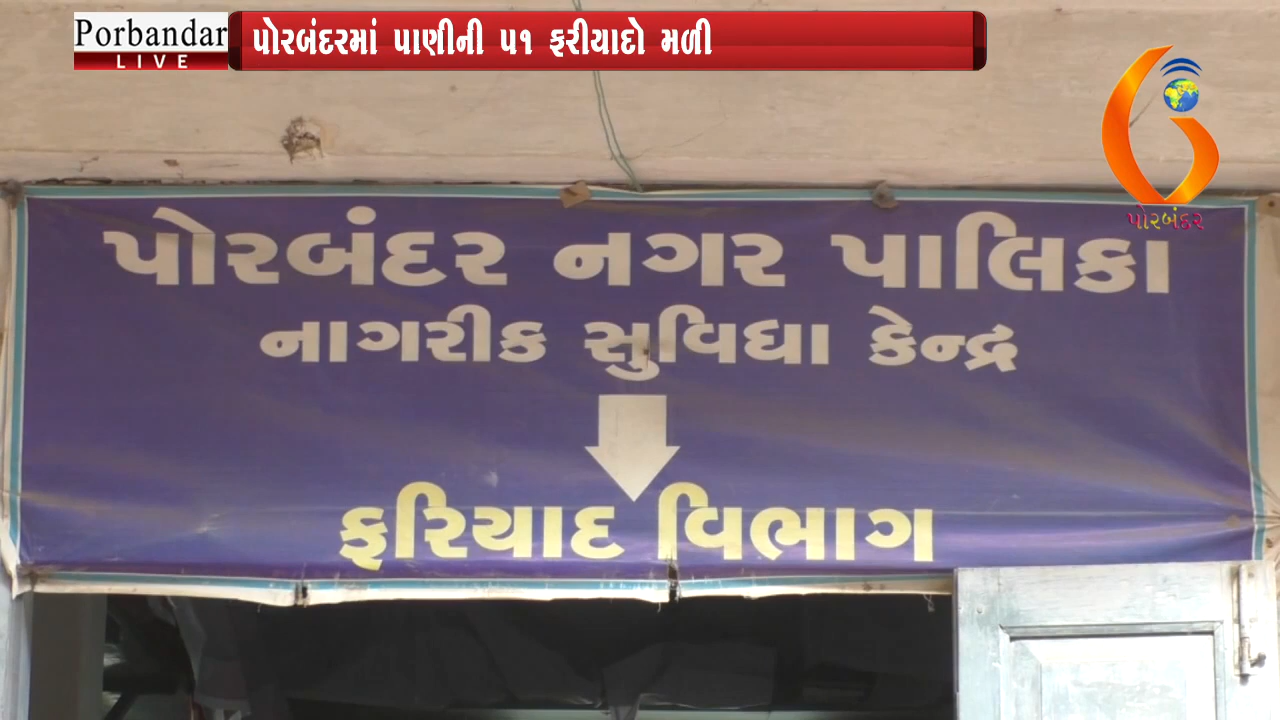 Porbandar
LIVE
પોરબંદરમાં પાણીની ૫૧ ફરીયાદો મળી
પોરબંદર
પોરબંદર નગર પાલિકા
નાગરીક સુવિધા કેન્દ્ર
ફરિયાદ વિભાગ